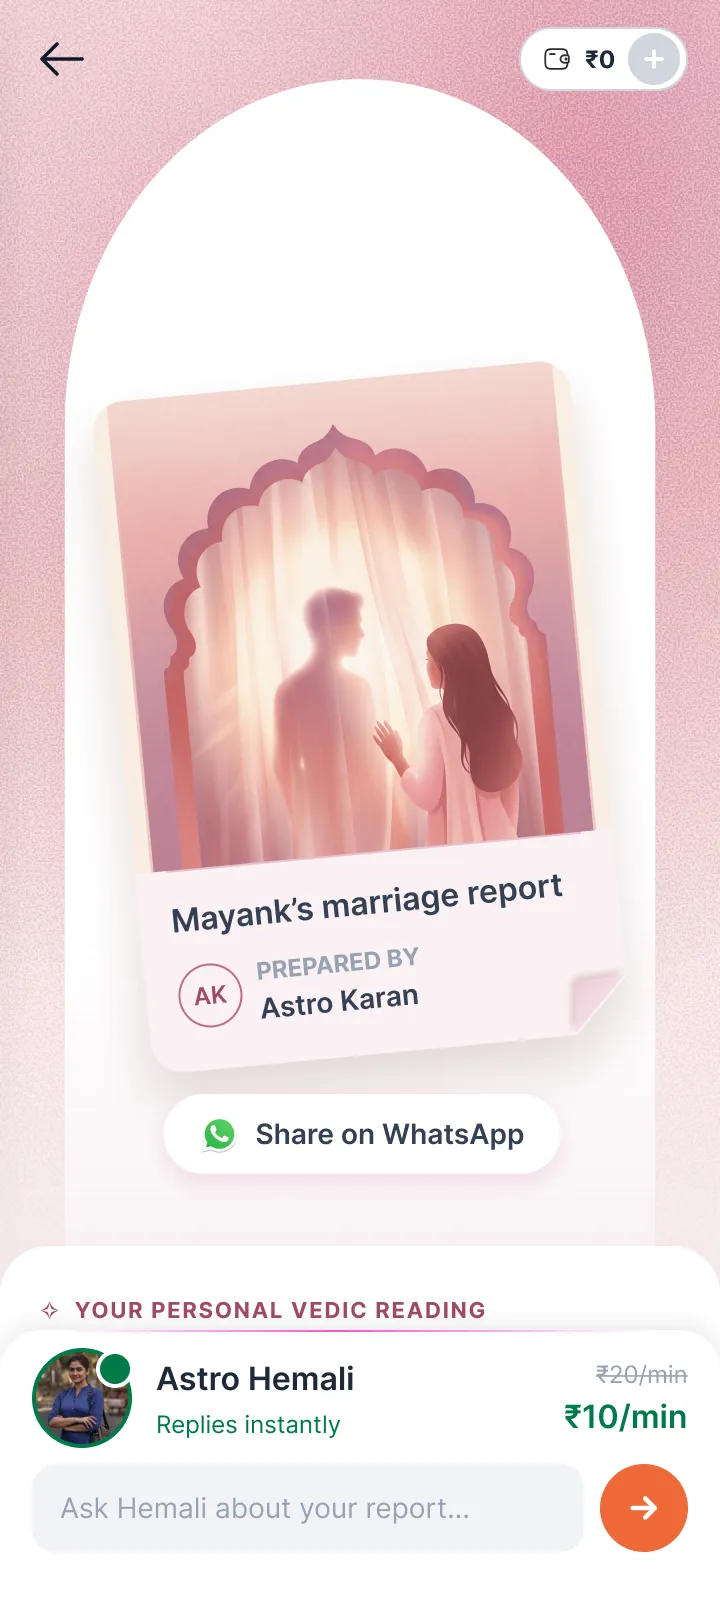 ₹0
Mayank’s marriage report
AK
PREPARED BY
Astro Karan
Share on WhatsApp
YOUR PERSONAL VEDIC READING
Astro Hemali
₹20/min
Replies instantly
₹10/min
Ask Hemali about your report...